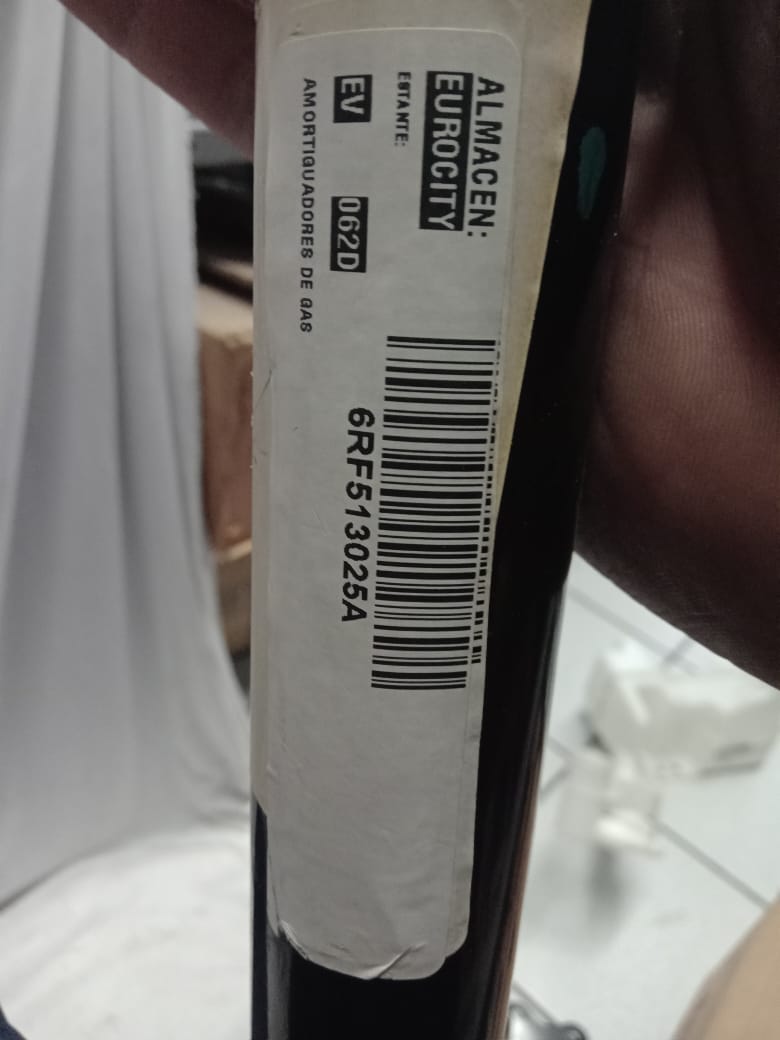 ALMACEN:
EUROCITY
ESTANTE:
EV 062D
AMORTIGUADORES DE GAS
6RF513025A